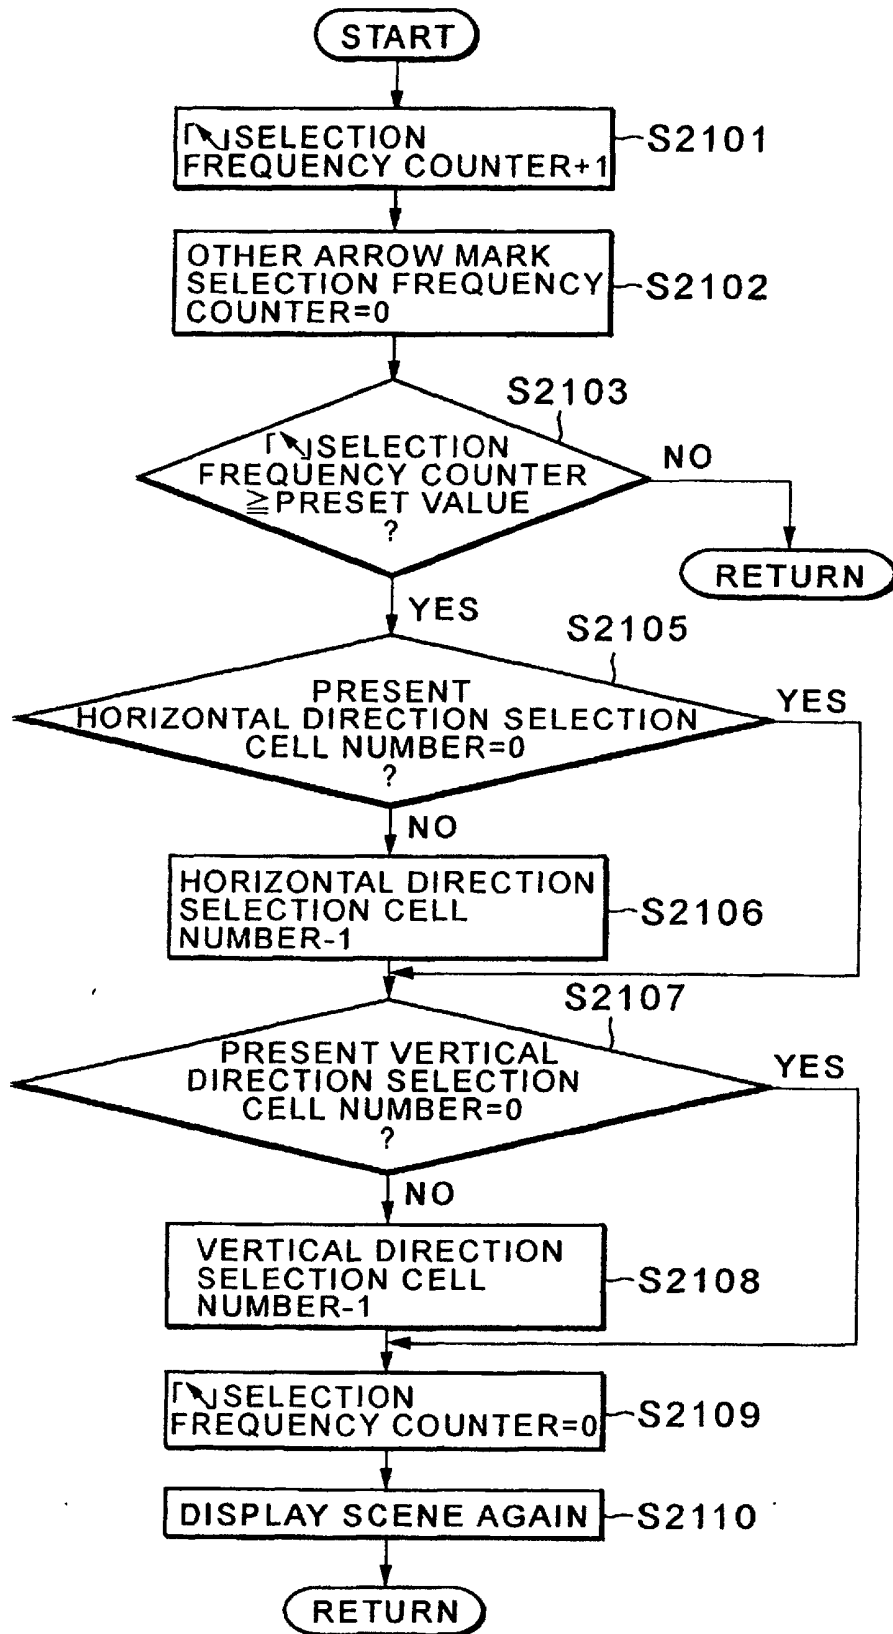 START
「↖」SELECTION
FREQUENCY COUNTER+1
S2101
OTHER ARROW MARK
SELECTION FREQUENCY
COUNTER=0
S2102
S2103
「↖」SELECTION
FREQUENCY COUNTER
≧PRESET VALUE
?
NO
RETURN
YES
S2105
PRESENT
HORIZONTAL DIRECTION SELECTION
CELL NUMBER=0
?
YES
NO
HORIZONTAL DIRECTION
SELECTION CELL
NUMBER-1
S2106
S2107
PRESENT VERTICAL
DIRECTION SELECTION
CELL NUMBER=0
?
YES
NO
VERTICAL DIRECTION
SELECTION CELL
NUMBER-1
S2108
「↖」SELECTION
FREQUENCY COUNTER=0
S2109
DISPLAY SCENE AGAIN
S2110
RETURN